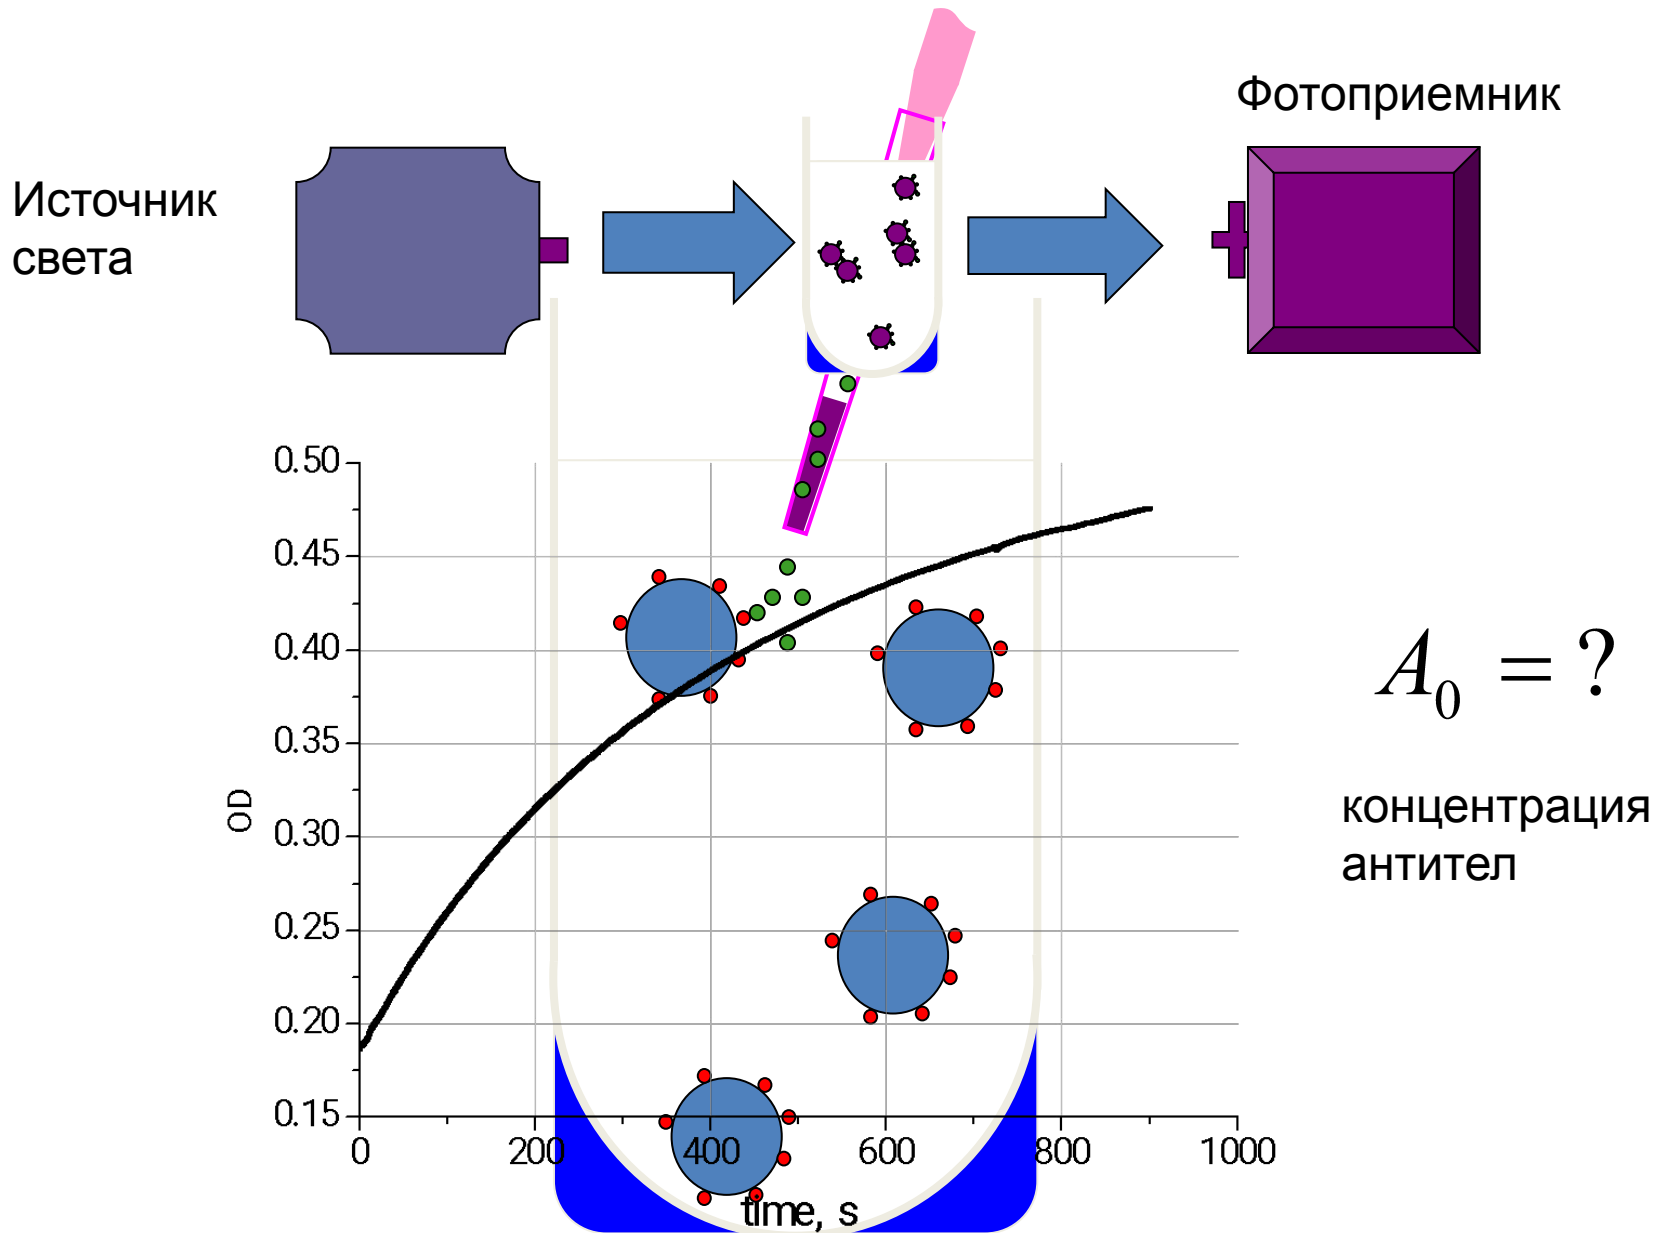 Фотоприемник
Источник
света
0.50
0.45
0.40
0.35
0.30
0.25
0.20
0.15
OD
0 200 400 600 800 1000
time, s
A₀ = ?
концентрация
антител